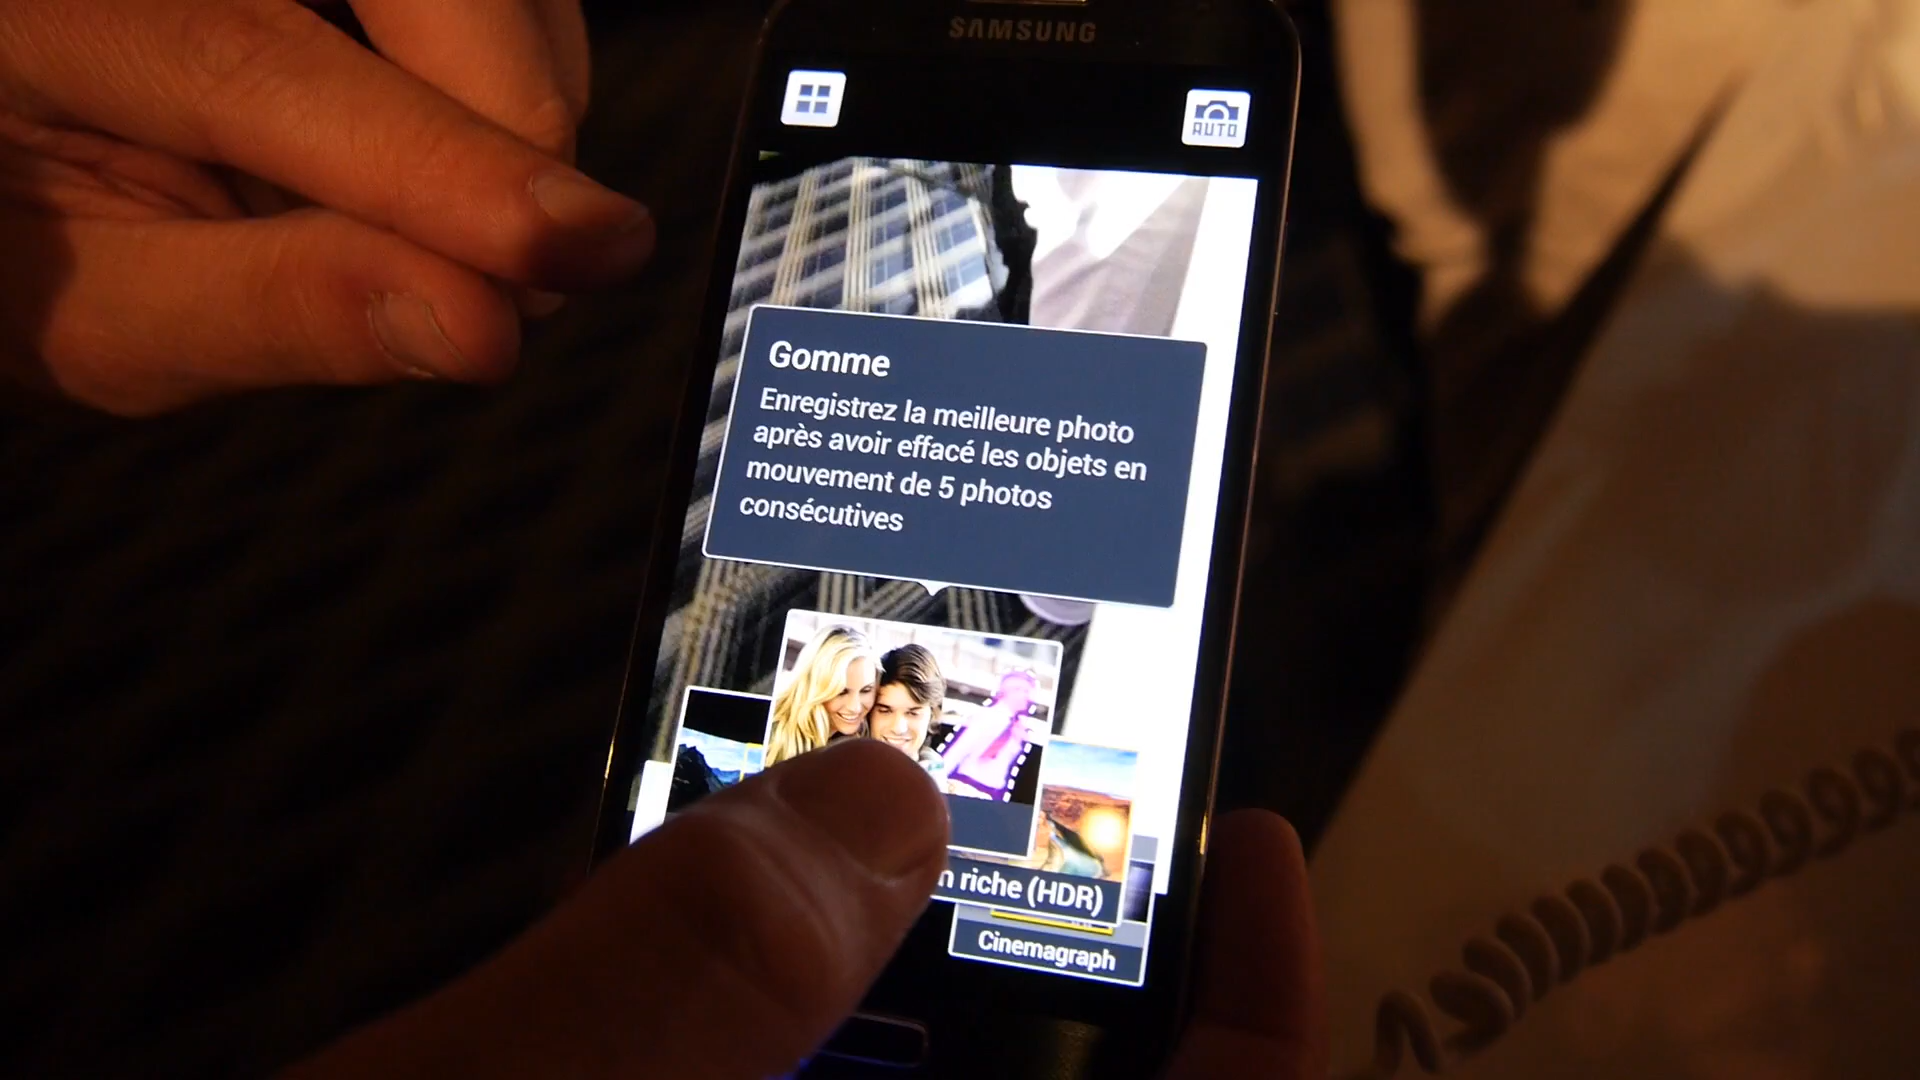 SAMSUNG
AUTO
Gomme
Enregistrez la meilleure photo
après avoir effacé les objets en
mouvement de 5 photos
consécutives
n riche (HDR)
Cinemagraph